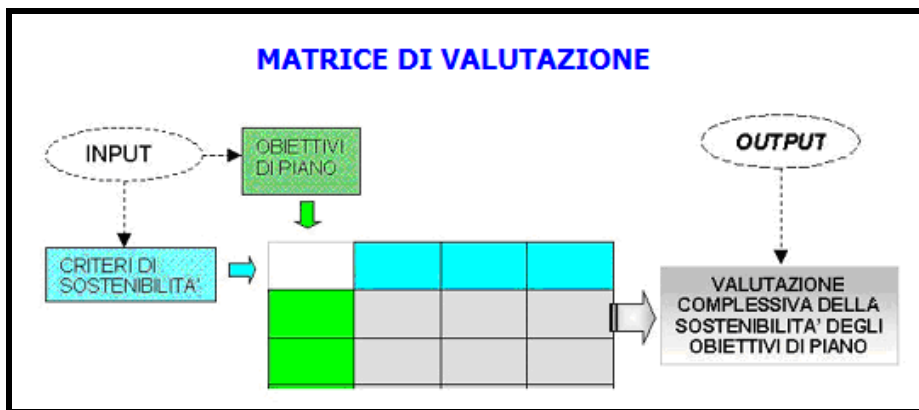 MATRICE DI VALUTAZIONE
INPUT
OBIETTIVI
DI PIANO
OUTPUT
CRITERI DI
SOSTENIBILITA'
VALUTAZIONE
COMPLESSIVA DELLA
SOSTENIBILITA' DEGLI
OBIETTIVI DI PIANO